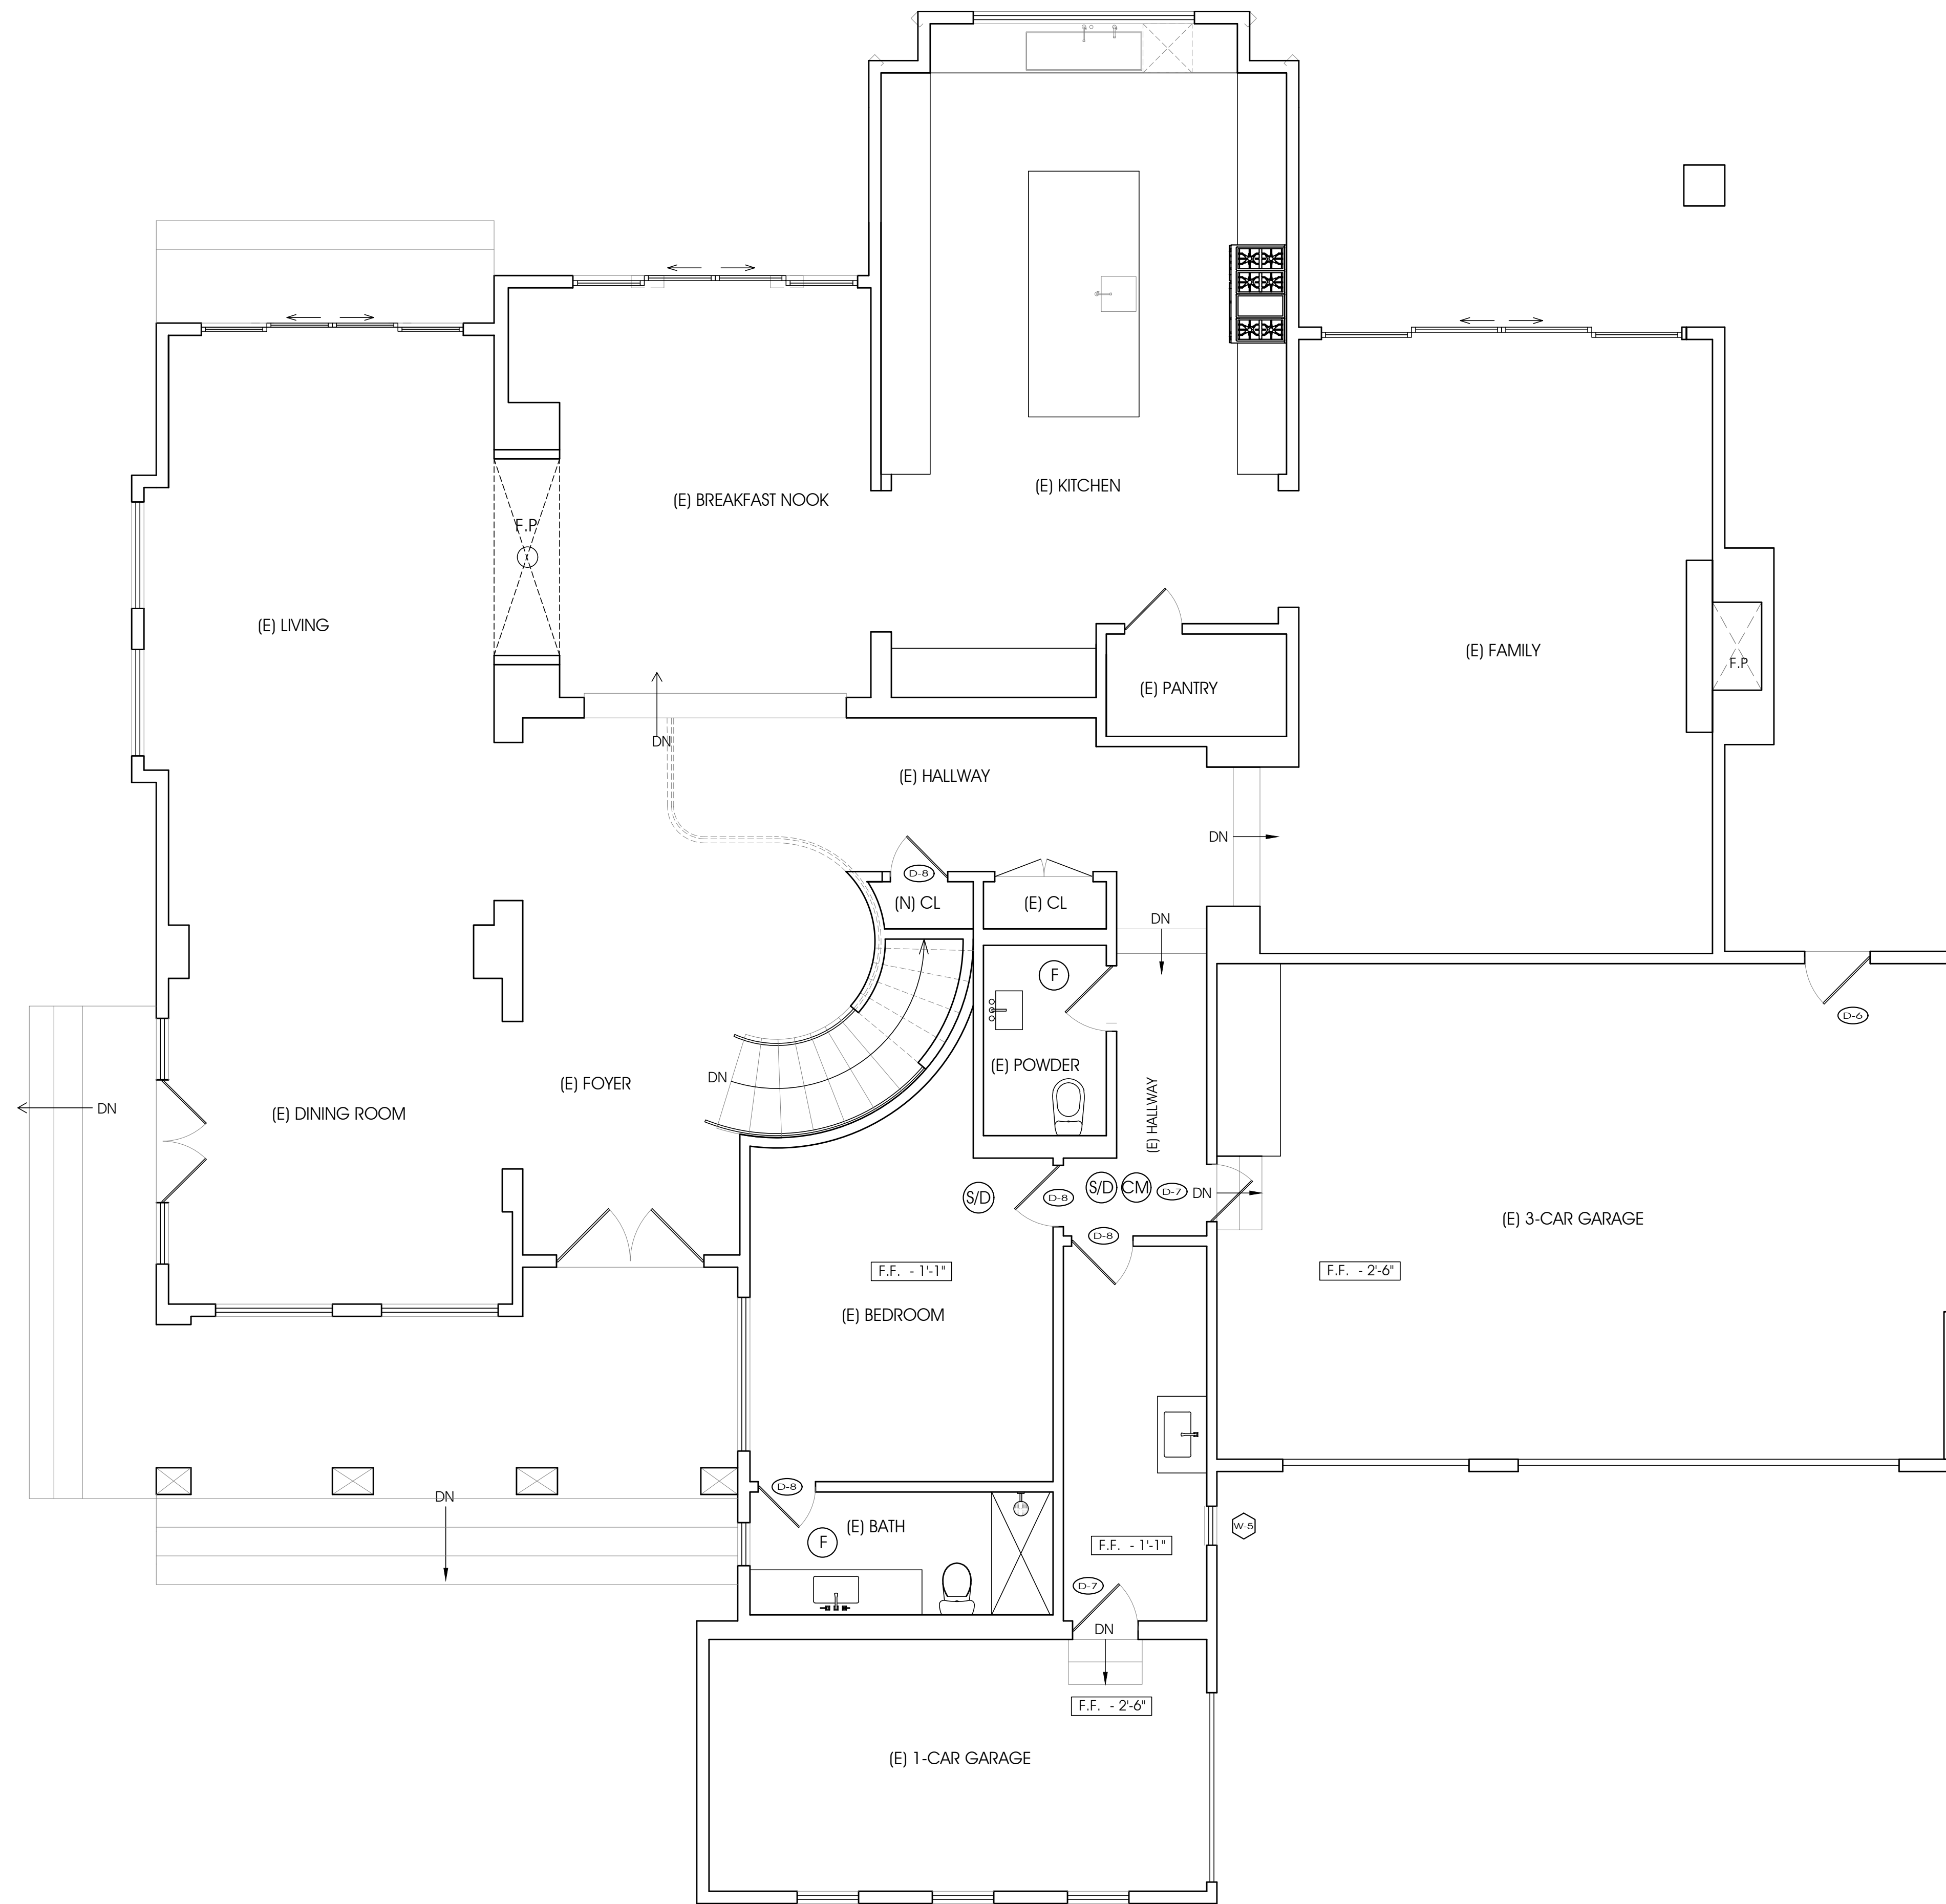 (E) KITCHEN
(E) BREAKFAST NOOK
F.P
(E) LIVING
(E) FAMILY
F.P
(E) PANTRY
DN
(E) HALLWAY
DN
D-8
(N) CL
(E) CL
DN
F
D-6
(E) POWDER
DN
(E) FOYER
(E) HALLWAY
DN
(E) DINING ROOM
S/D
D-8
S/D
CM
D-7
DN
(E) 3-CAR GARAGE
D-8
F.F. - 1'-1"
F.F. - 2'-6"
(E) BEDROOM
D-8
DN
(E) BATH
W-5
F
F.F. - 1'-1"
D-7
DN
F.F. - 2'-6"
(E) 1-CAR GARAGE